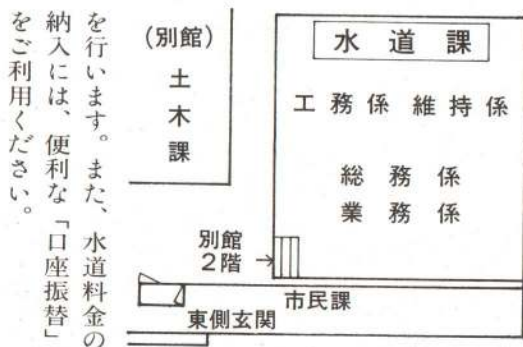 を行います。また、水道料金の
納入には、便利な「口座振替」
をご利用ください。
(別館)
土木課
水道課
工務係 維持係
総務係
業務係
別館
2階→
市民課
東側玄関